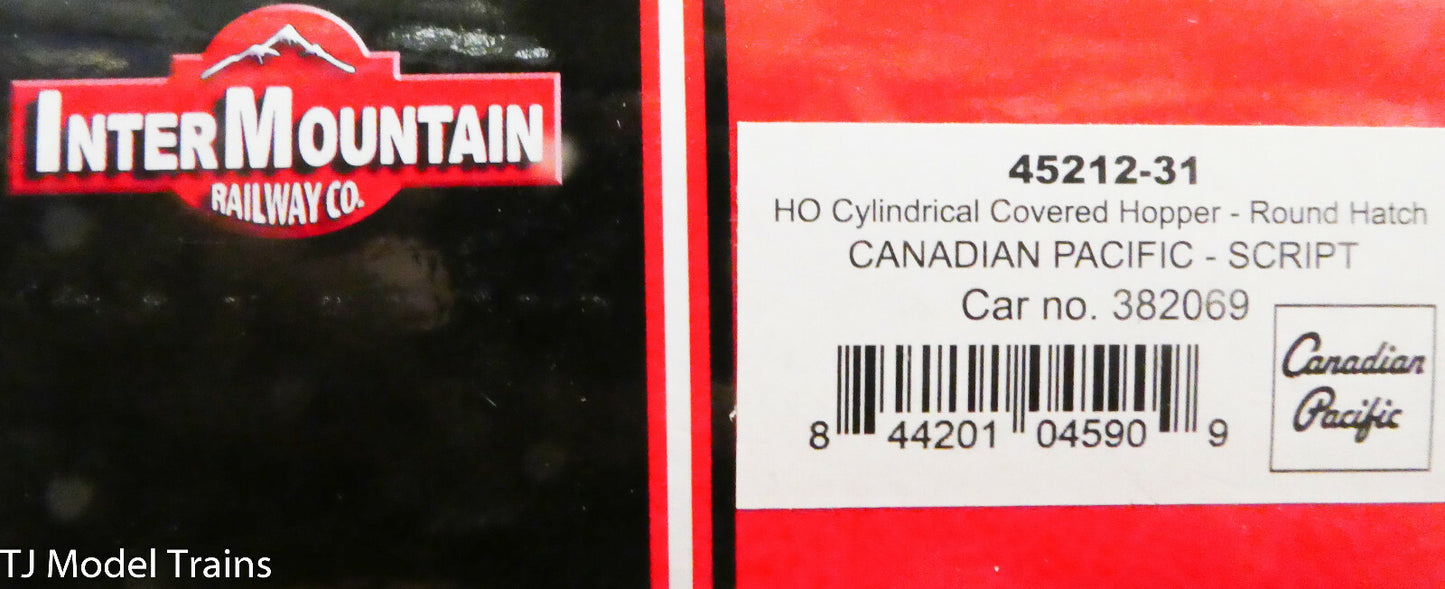 INTERMOUNTAIN
RAILWAY CO.
45212-31
HO Cylindrical Covered Hopper - Round Hatch
CANADIAN PACIFIC - SCRIPT
Car no. 382069
8 44201 04590 9
Canadian
Pacific
TJ Model Trains